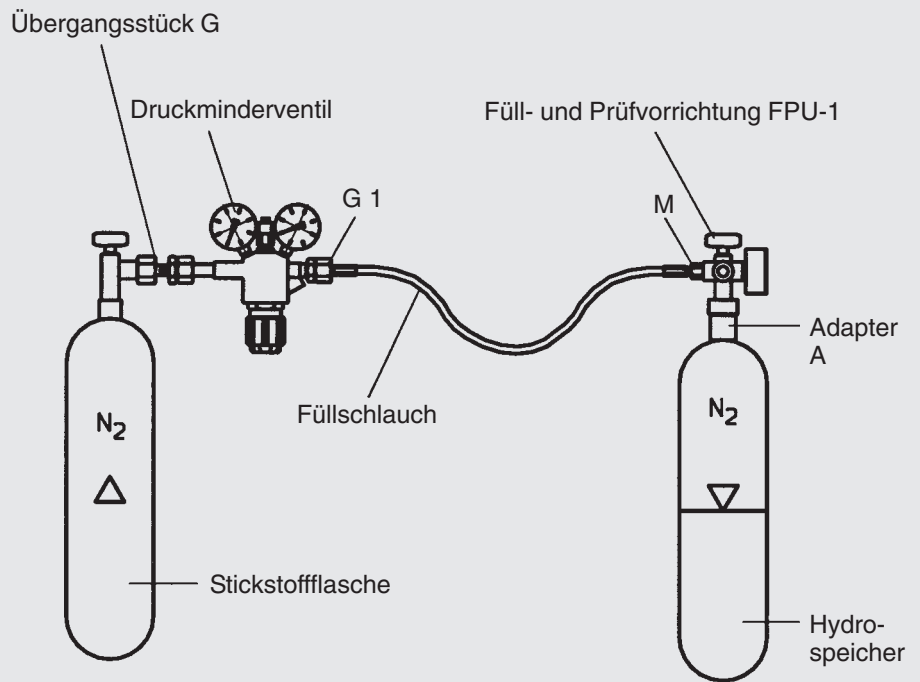 Übergangsstück G
Druckminderventil
Füll- und Prüfvorrichtung FPU-1
G 1
M
Adapter
A
N2
N2
Füllschlauch
Stickstoffflasche
Hydro-
speicher